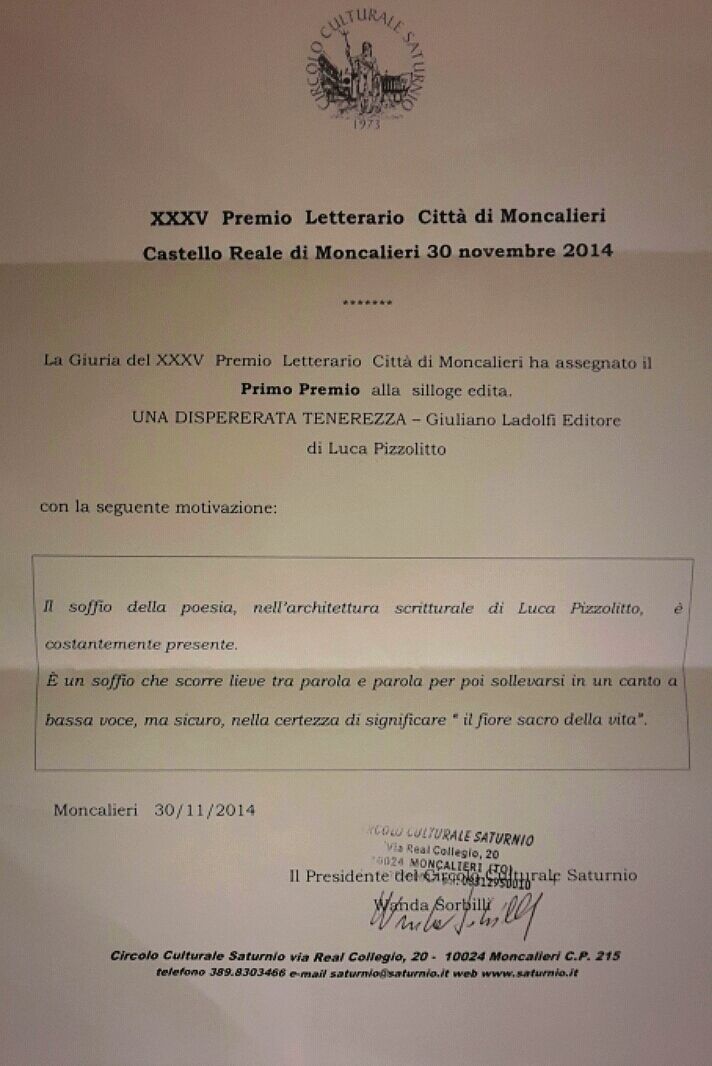 CIRCOLO CULTURALE SATURNIO
1973
XXXV Premio Letterario Città di Moncalieri
Castello Reale di Moncalieri 30 novembre 2014
*******
La Giuria del XXXV Premio Letterario Città di Moncalieri ha assegnato il
Primo Premio alla silloge edita.
UNA DISPERERATA TENEREZZA – Giuliano Ladolfi Editore
di Luca Pizzolitto
con la seguente motivazione:
Il soffio della poesia, nell'architettura scritturale di Luca Pizzolitto, è
costantemente presente.
È un soffio che scorre lieve tra parola e parola per poi sollevarsi in un canto a
bassa voce, ma sicuro, nella certezza di significare “ il fiore sacro della vita”.
Moncalieri 30/11/2014
CIRCOLO CULTURALE SATURNIO
Via Real Collegio, 20
10024 MONCALIERI (TO)
Il Presidente del Circolo Culturale Saturnio
Wanda Sorbilli
Wanda Sorbilli
Circolo Culturale Saturnio via Real Collegio, 20 - 10024 Moncalieri C.P. 215
telefono 389.8303466 e-mail saturnio@saturnio.it web www.saturnio.it